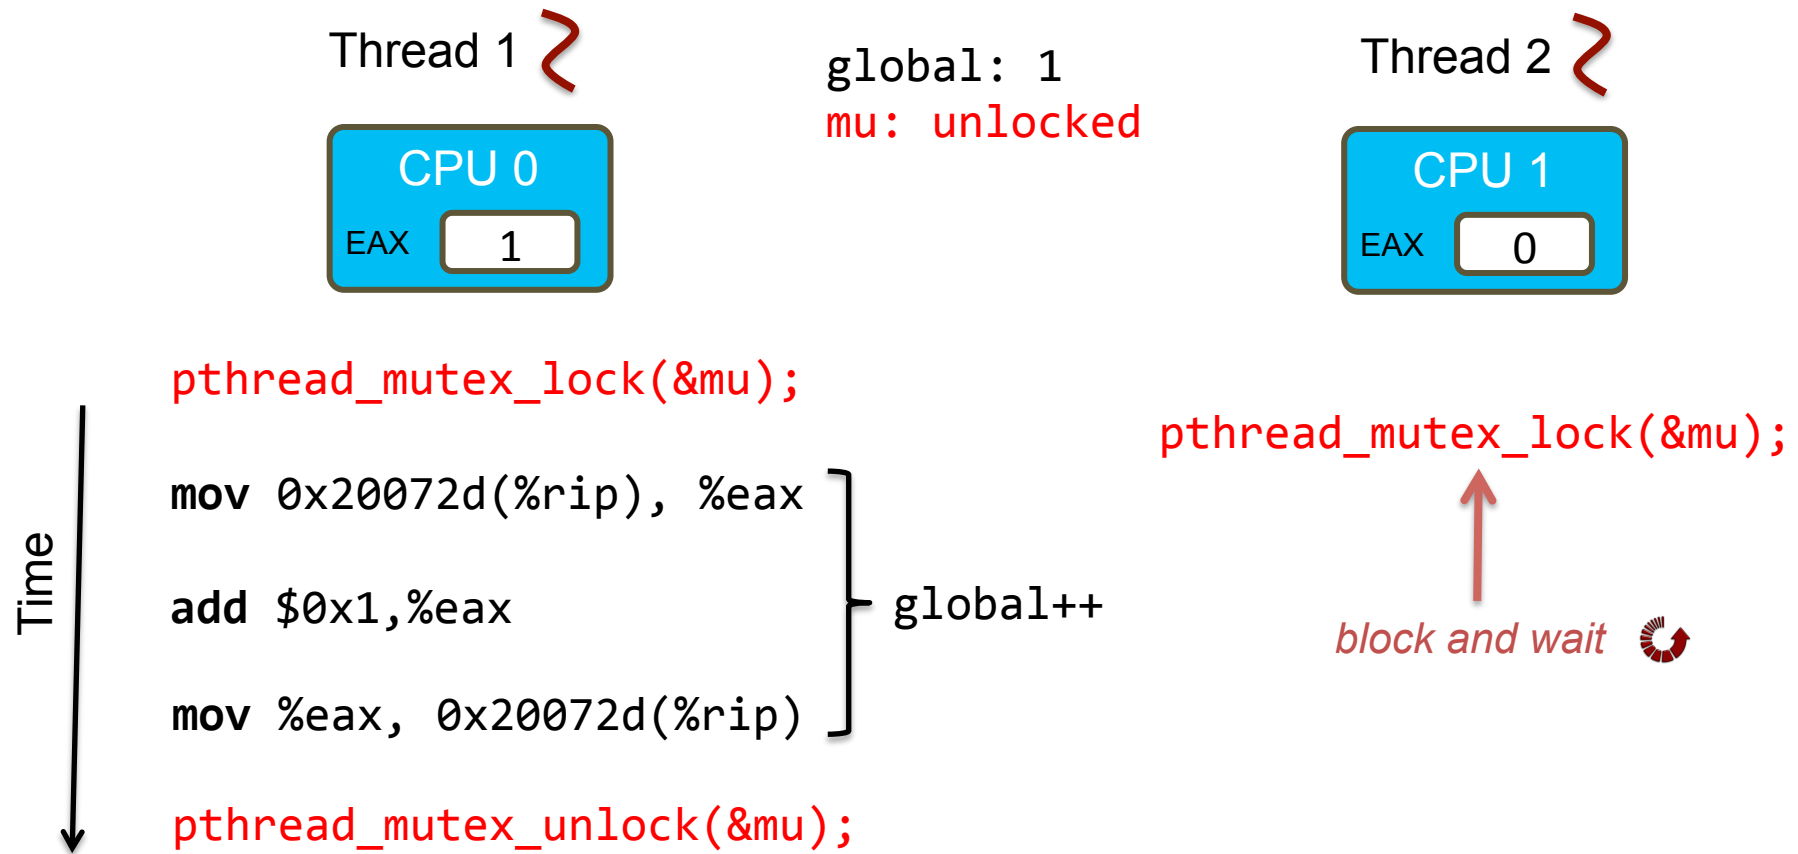 Thread 1
global: 1
mu: unlocked
Thread 2
CPU 0
EAX 1
CPU 1
EAX 0
Time
pthread_mutex_lock(&mu);
mov 0x20072d(%rip), %eax
add $0x1,%eax
mov %eax, 0x20072d(%rip)
pthread_mutex_unlock(&mu);
global++
pthread_mutex_lock(&mu);
block and wait